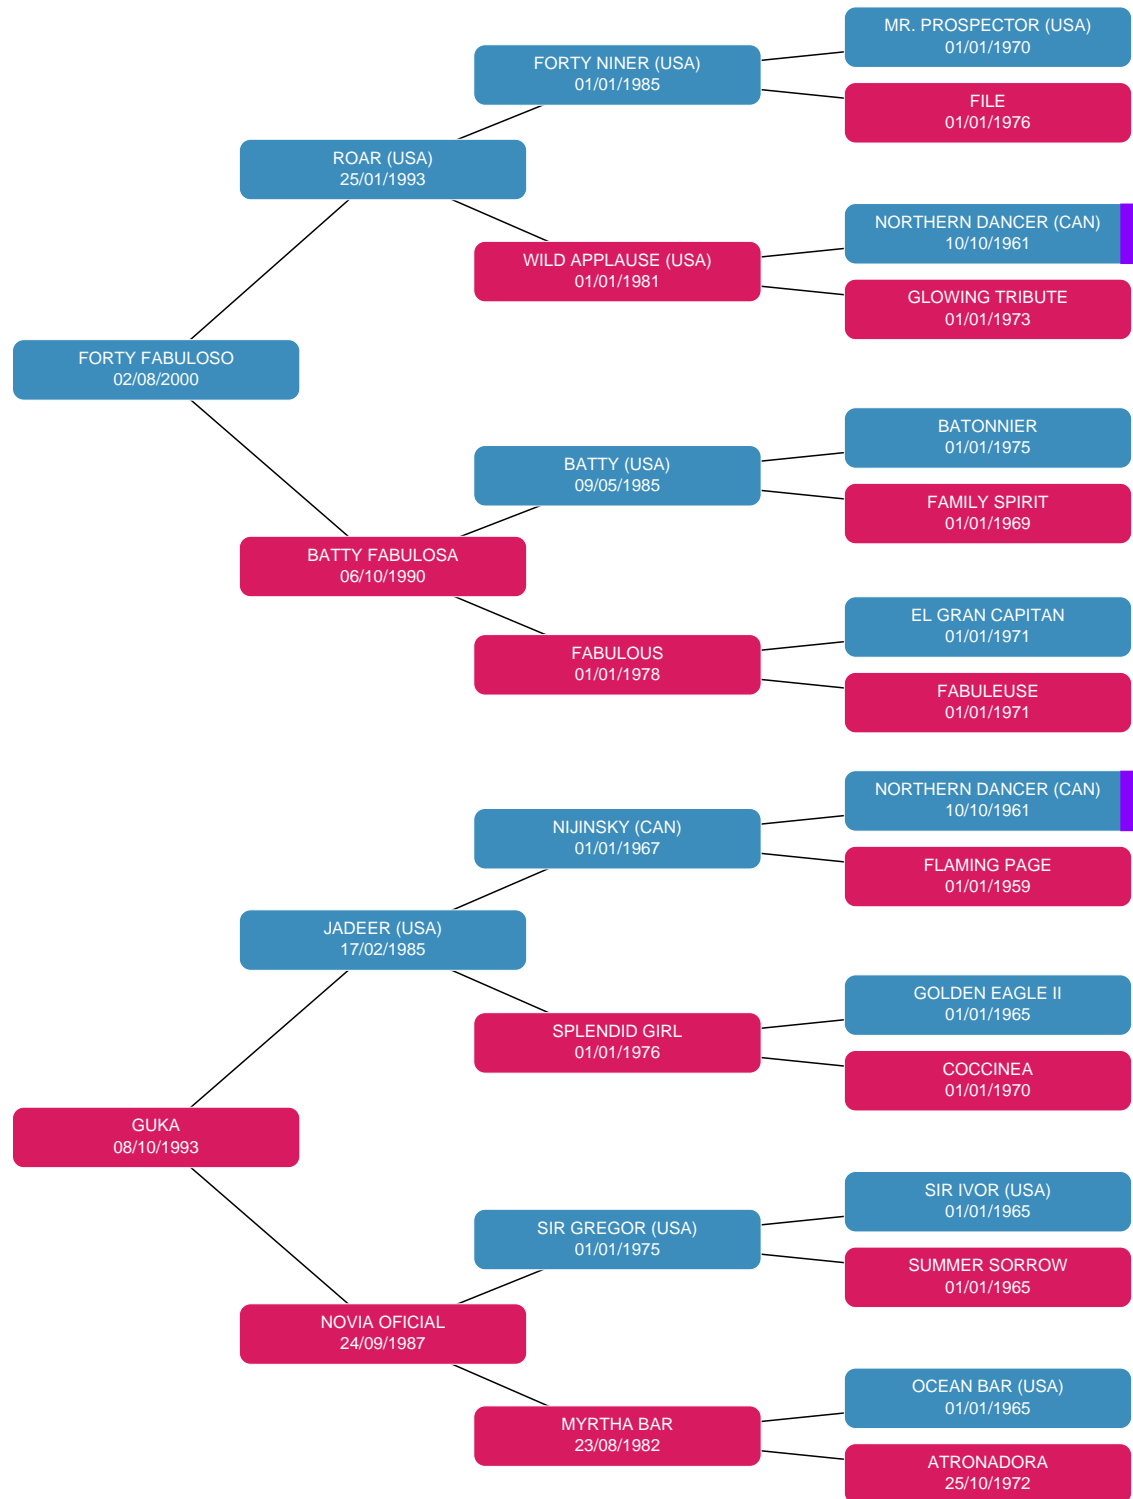 MR. PROSPECTOR (USA)
01/01/1970
FORTY NINER (USA)
01/01/1985
FILE
01/01/1976
ROAR (USA)
25/01/1993
NORTHERN DANCER (CAN)
10/10/1961
WILD APPLAUSE (USA)
01/01/1981
GLOWING TRIBUTE
01/01/1973
FORTY FABULOSO
02/08/2000
BATONNIER
01/01/1975
BATTY (USA)
09/05/1985
FAMILY SPIRIT
01/01/1969
BATTY FABULOSA
06/10/1990
EL GRAN CAPITAN
01/01/1971
FABULOUS
01/01/1978
FABULEUSE
01/01/1971
NORTHERN DANCER (CAN)
10/10/1961
NIJINSKY (CAN)
01/01/1967
FLAMING PAGE
01/01/1959
JADEER (USA)
17/02/1985
GOLDEN EAGLE II
01/01/1965
SPLENDID GIRL
01/01/1976
COCCINEA
01/01/1970
GUKA
08/10/1993
SIR IVOR (USA)
01/01/1965
SIR GREGOR (USA)
01/01/1975
SUMMER SORROW
01/01/1965
NOVIA OFICIAL
24/09/1987
OCEAN BAR (USA)
01/01/1965
MYRTHA BAR
23/08/1982
ATRONADORA
25/10/1972